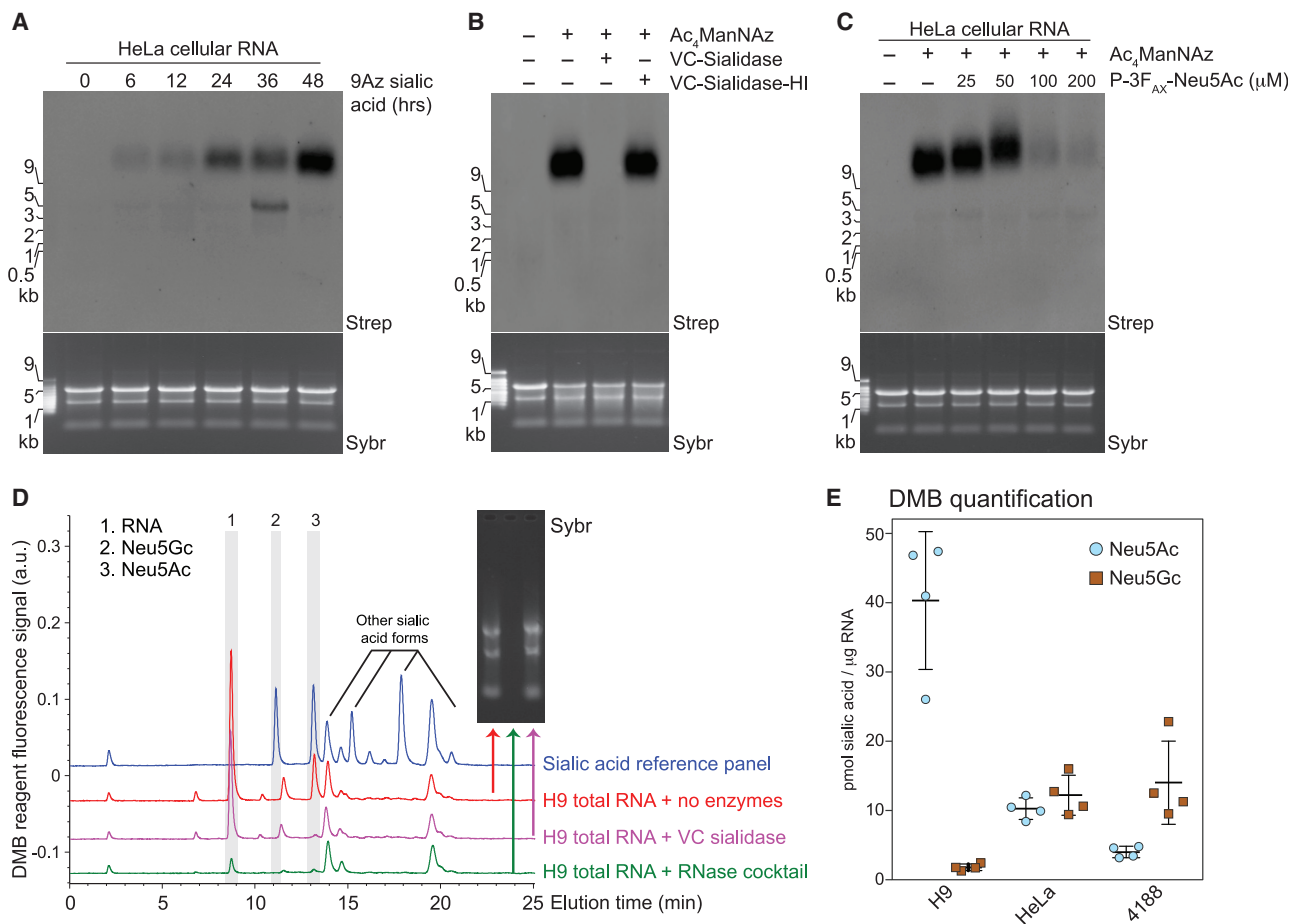 A
HeLa cellular RNA
0 6 12 24 36 48
9Az sialic
acid (hrs)
9
5
3
2
1
0.5
kb
Strep
9
5
1
kb
Sybr
B
– + + + Ac₄ManNAz
– – + – VC-Sialidase
– – – + VC-Sialidase-HI
9
5
3
2
1
0.5
kb
Strep
9
5
1
kb
Sybr
C
HeLa cellular RNA
– + + + + + Ac₄ManNAz
– – 25 50 100 200 P-3F_AX-Neu5Ac (μM)
9
5
3
2
1
0.5
kb
Strep
9
5
1
kb
Sybr
D
1. RNA
2. Neu5Gc
3. Neu5Ac
1 2 3
Other sialic
acid forms
Sybr
DMB reagent fluorescence signal (a.u.)
0.3
0.2
0.1
0
-0.1
Sialic acid reference panel
H9 total RNA + no enzymes
H9 total RNA + VC sialidase
H9 total RNA + RNase cocktail
0 5 10 15 20 25
Elution time (min)
E
DMB quantification
Neu5Ac
Neu5Gc
pmol sialic acid / μg RNA
50
40
30
20
10
0
H9
HeLa
4188